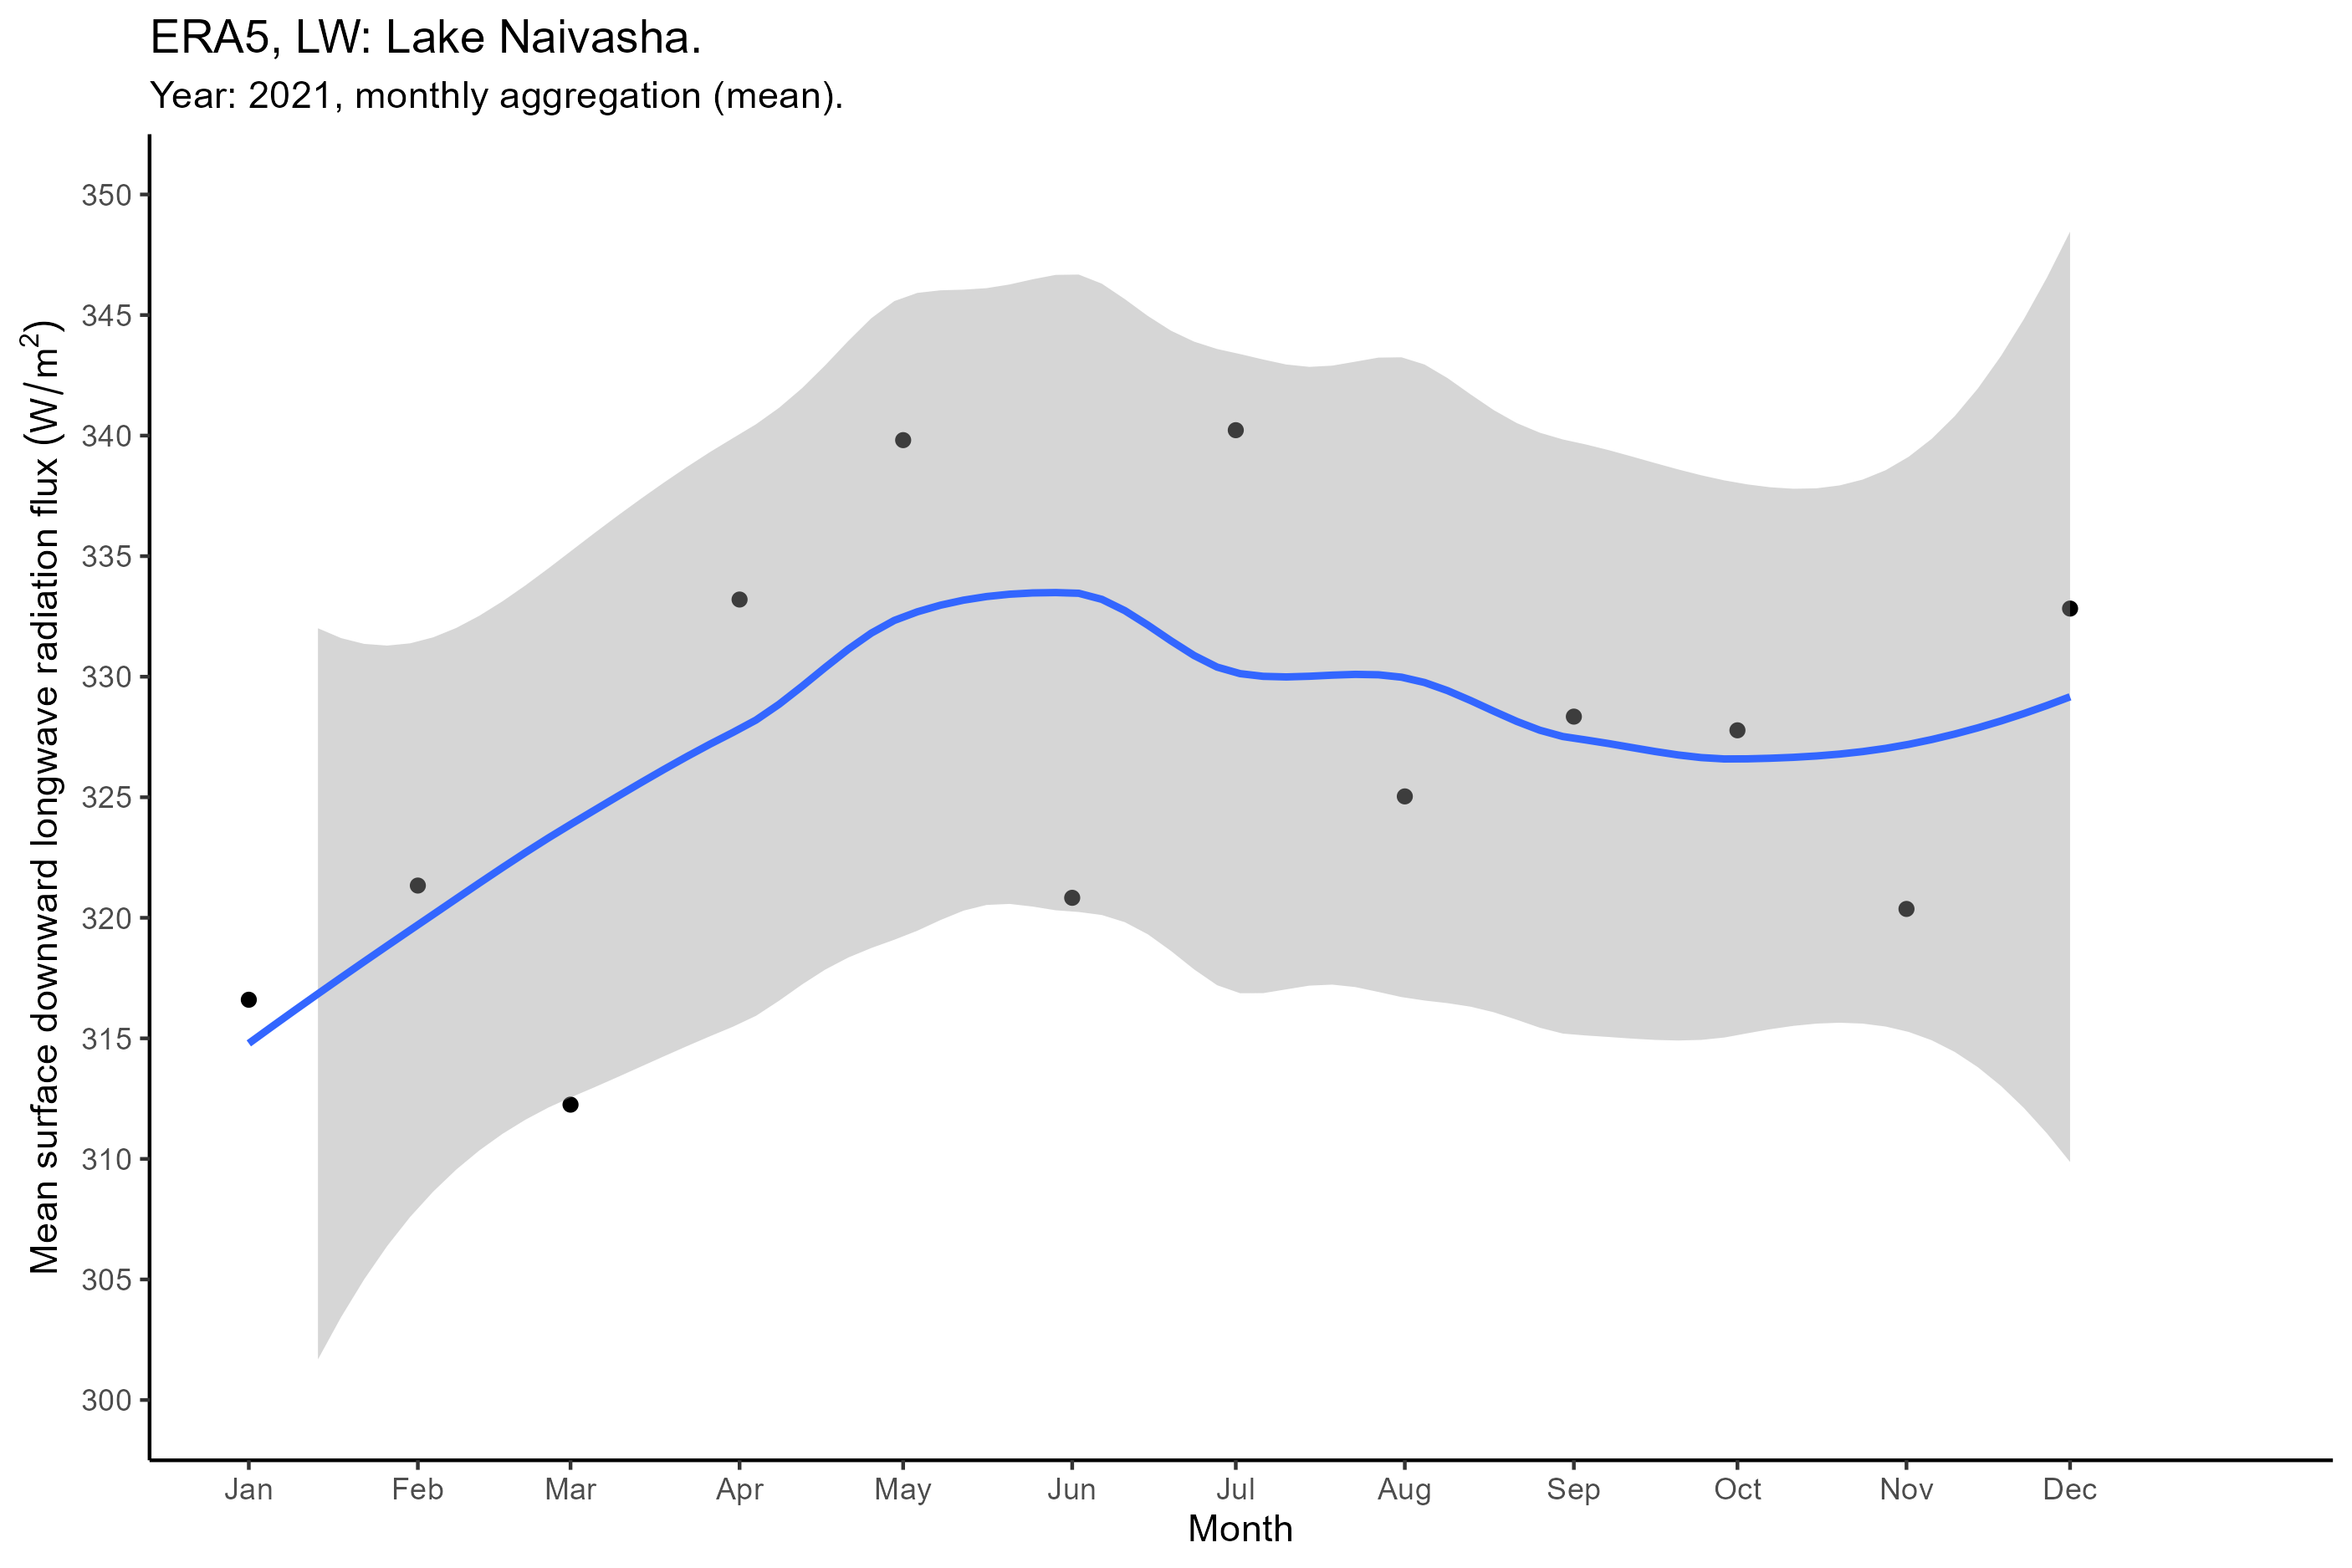 ERA5, LW: Lake Naivasha.
Year: 2021, monthly aggregation (mean).
Mean surface downward longwave radiation flux (W/m²)
350
345
340
335
330
325
320
315
310
305
300
Jan Feb Mar Apr May Jun Jul Aug Sep Oct Nov Dec
Month